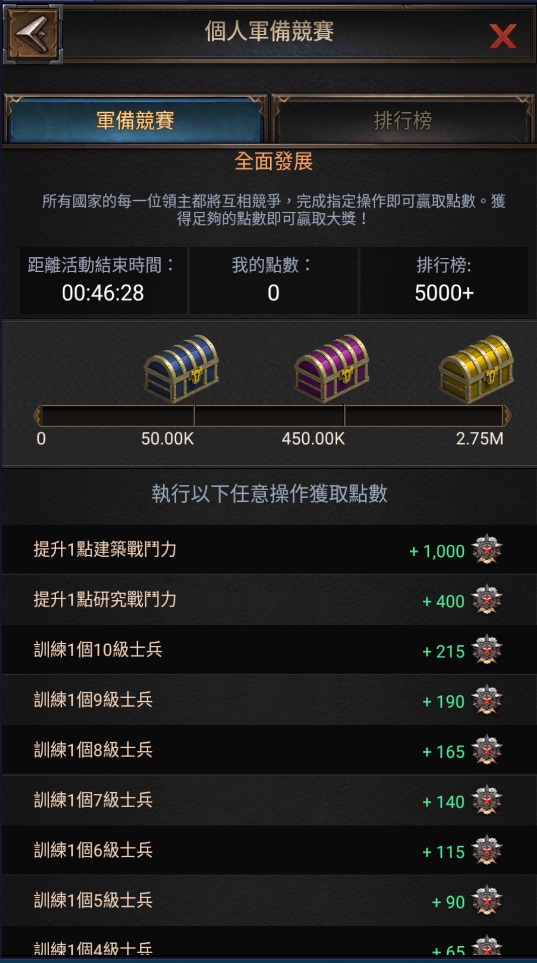 個人軍備競賽
軍備競賽
排行榜
全面發展
所有國家的每一位領主都將互相競爭，完成指定操作即可贏取點數。獲
得足夠的點數即可贏取大獎！
距離活動結束時間：
我的點數：
排行榜:
00:46:28
0
5000+
0
50.00K
450.00K
2.75M
執行以下任意操作獲取點數
提升1點建築戰鬥力
+ 1,000
提升1點研究戰鬥力
+ 400
訓練1個10級士兵
+ 215
訓練1個9級士兵
+ 190
訓練1個8級士兵
+ 165
訓練1個7級士兵
+ 140
訓練1個6級士兵
+ 115
訓練1個5級士兵
+ 90
訓練1個4級士兵
+ 65